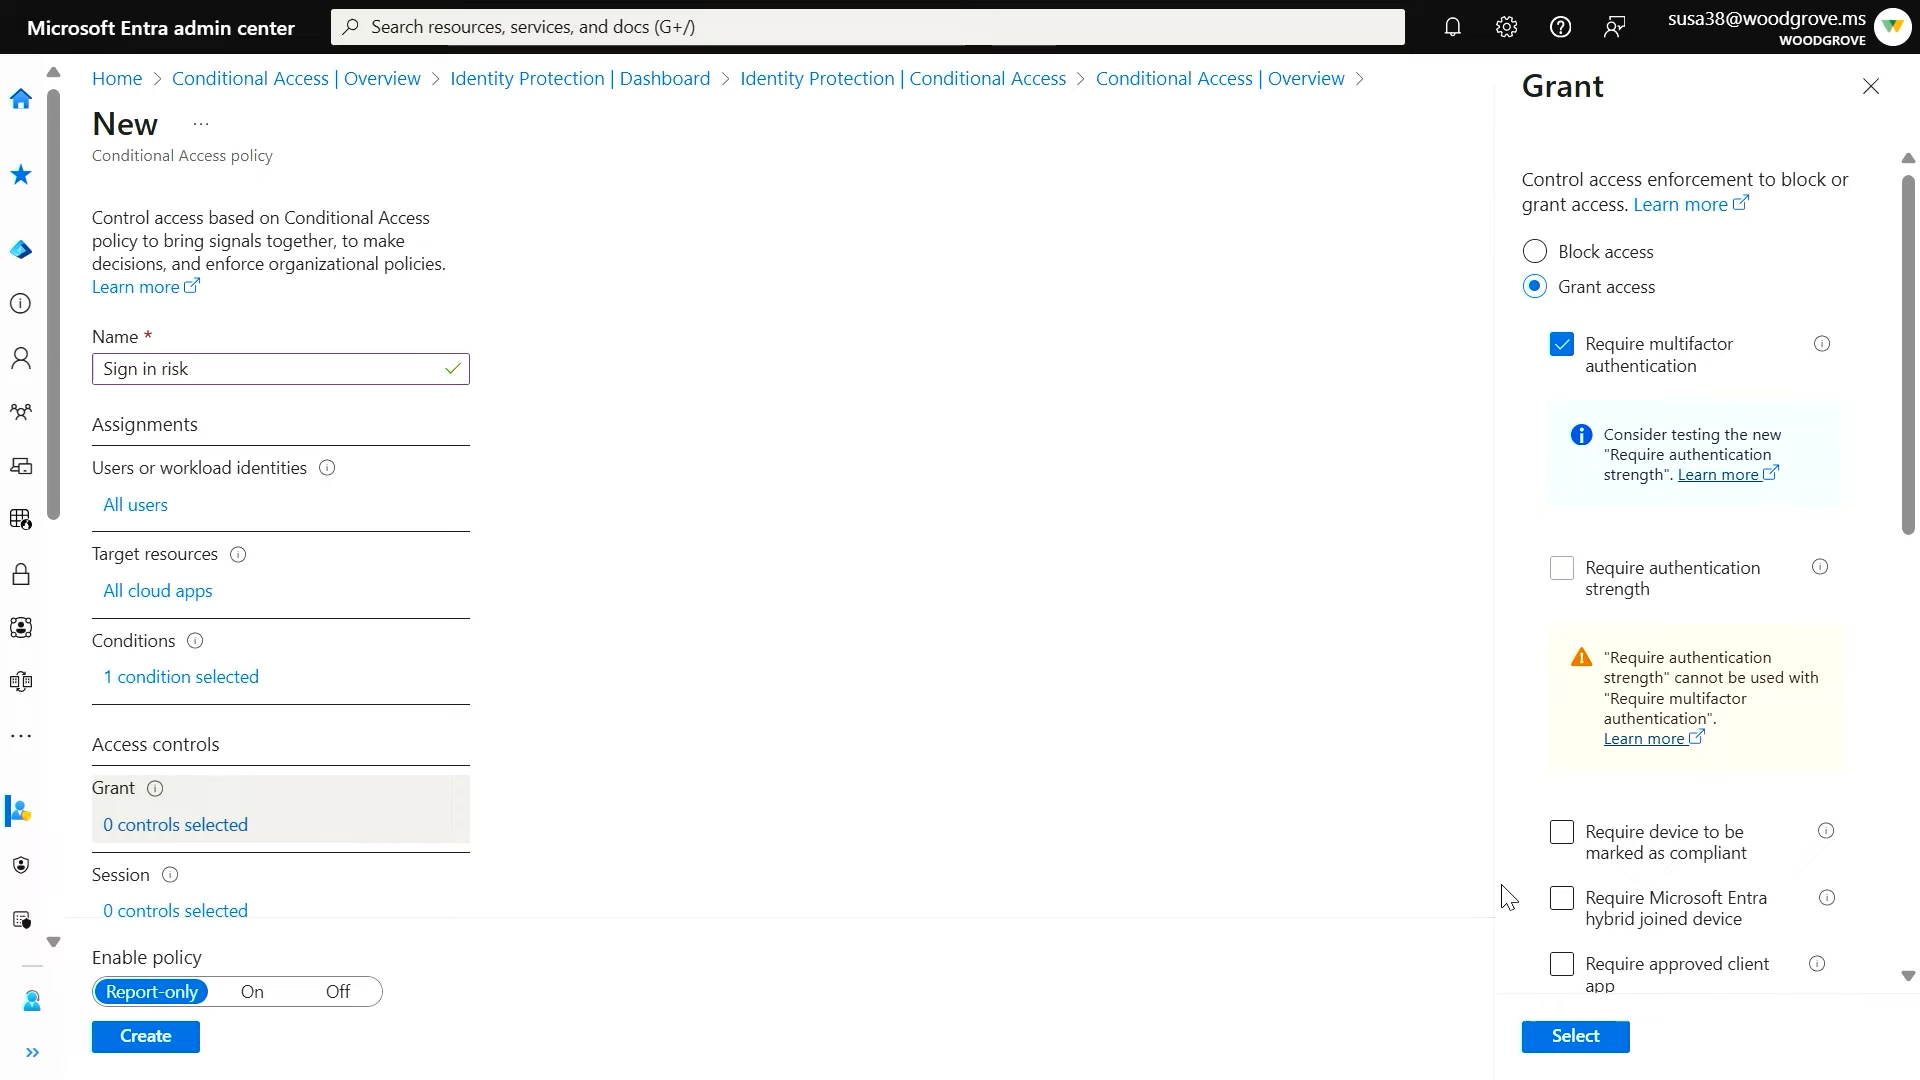 Microsoft Entra admin center
Search resources, services, and docs (G+/)
susa38@woodgrove.ms
WOODGROVE
Home > Conditional Access | Overview > Identity Protection | Dashboard > Identity Protection | Conditional Access > Conditional Access | Overview >
New ...
Conditional Access policy
Control access based on Conditional Access
policy to bring signals together, to make
decisions, and enforce organizational policies.
Learn more
Name *
Sign in risk
Assignments
Users or workload identities
All users
Target resources
All cloud apps
Conditions
1 condition selected
Access controls
Grant
0 controls selected
Session
0 controls selected
Enable policy
Report-only On Off
Create
Grant
Control access enforcement to block or
grant access. Learn more
Block access
Grant access
Require multifactor
authentication
Consider testing the new
"Require authentication
strength". Learn more
Require authentication
strength
"Require authentication
strength" cannot be used with
"Require multifactor
authentication".
Learn more
Require device to be
marked as compliant
Require Microsoft Entra
hybrid joined device
Require approved client
app
Select